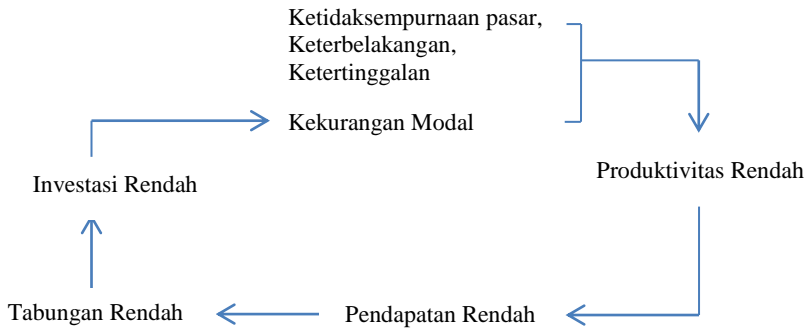 Ketidaksempurnaan pasar,
Keterbelakangan,
Ketertinggalan
Kekurangan Modal
Produktivitas Rendah
Investasi Rendah
Tabungan Rendah
Pendapatan Rendah